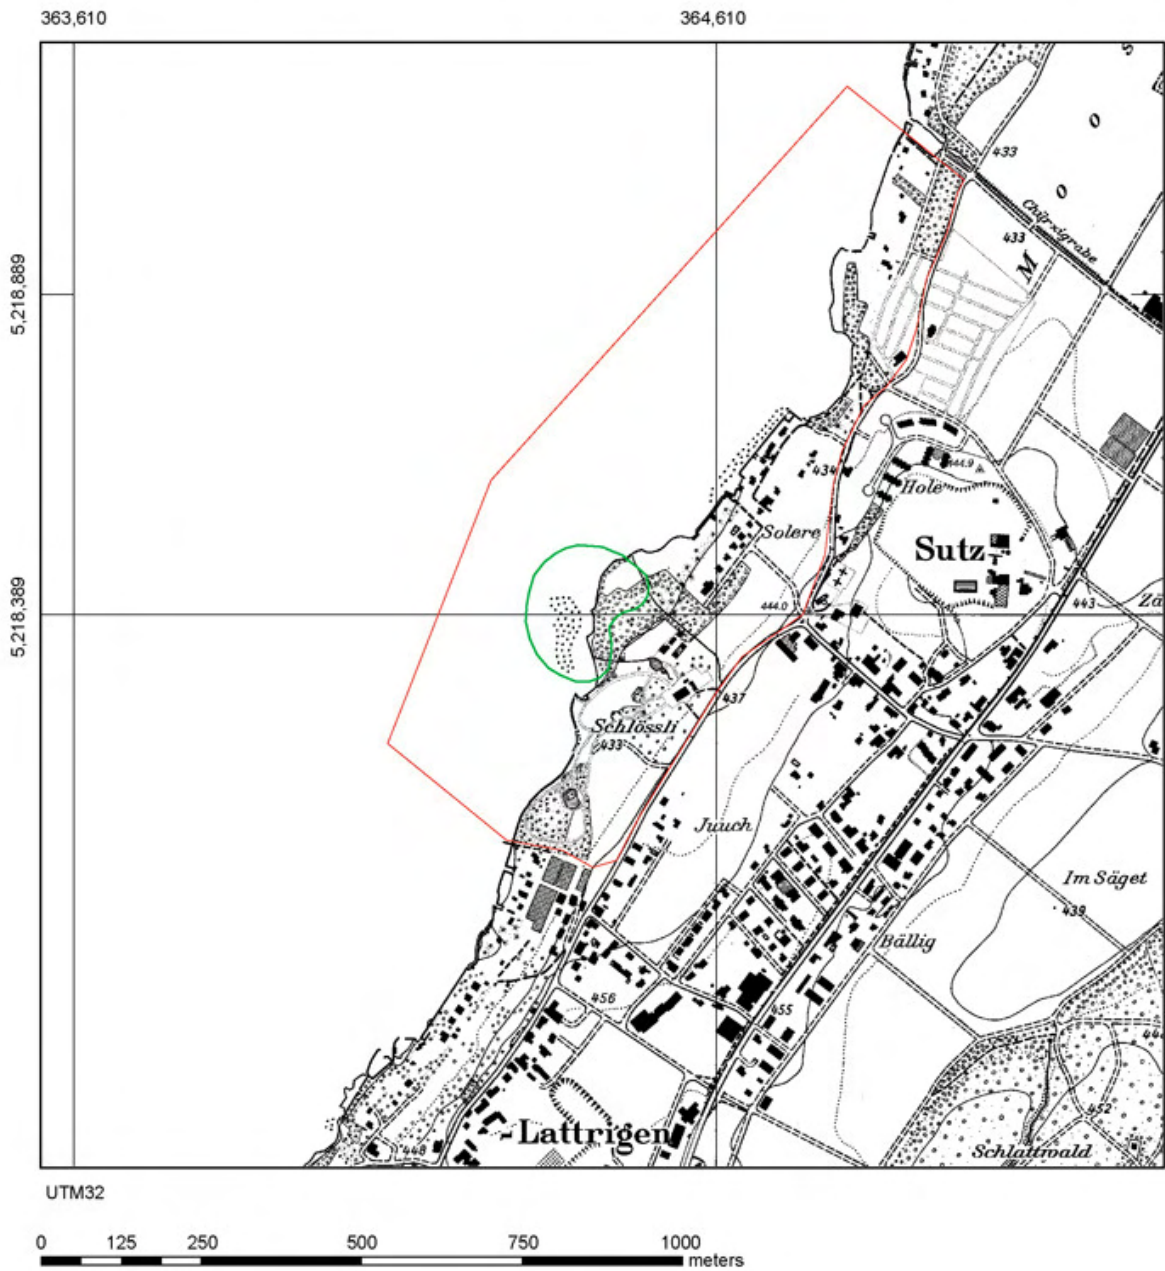 363,610
364,610
5,218,889
5,218,389
433
Chürzigrabe
433
M
o
o
s
434
444.9
Hole
Solere
Sutz
444.0
443
437
Schlössli
433
Juuch
Im Säget
439
Bällig
456
455
452
448
Lattrigen
Schlattwald
UTM32
0
125
250
500
750
1000
meters